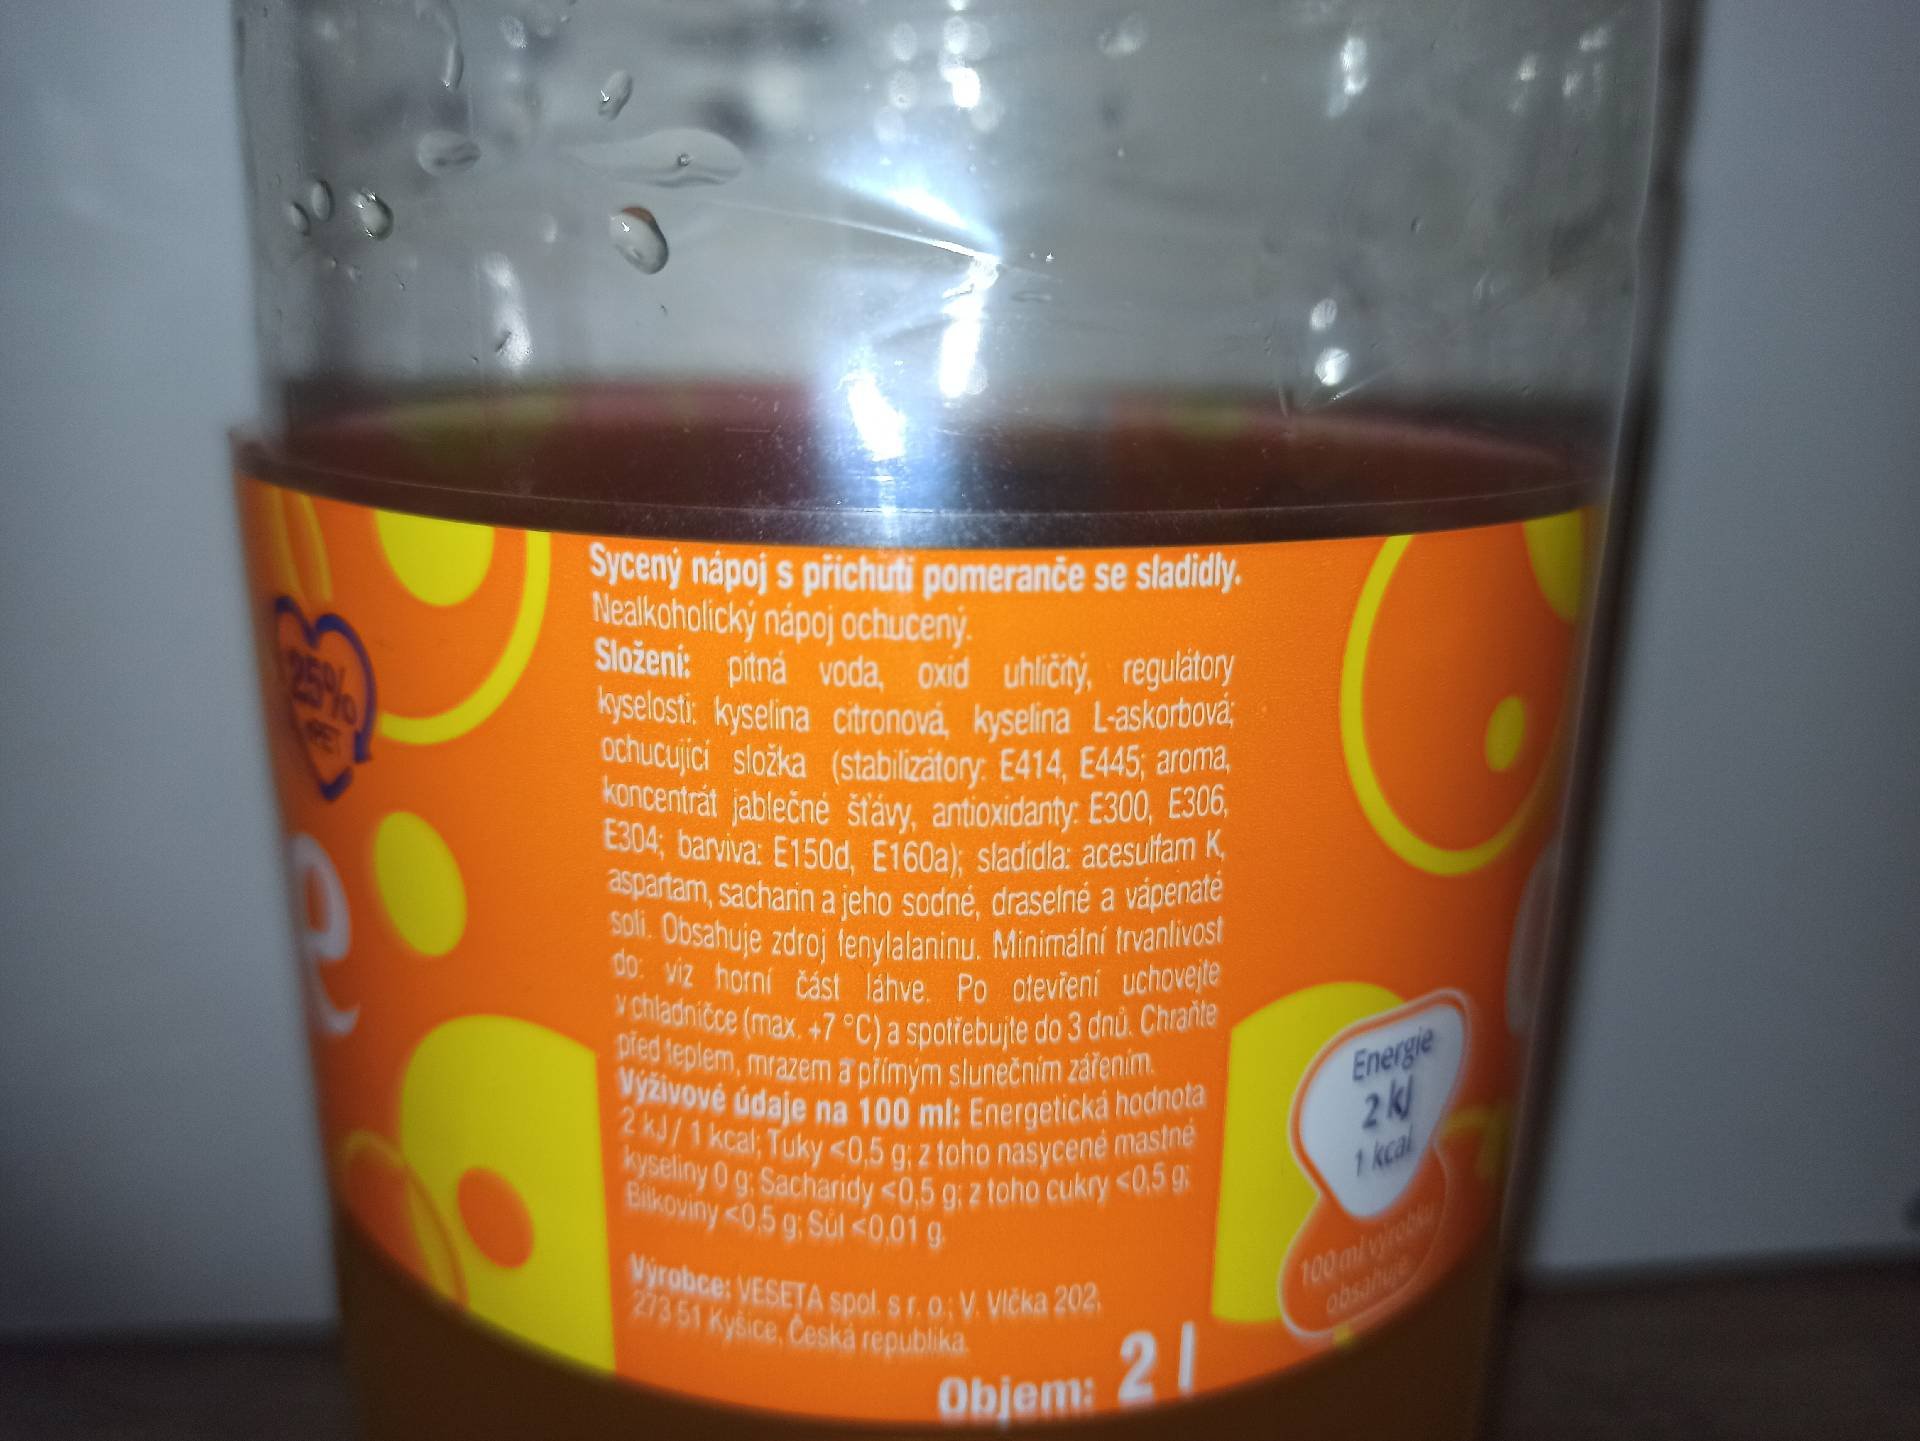 Sycený nápoj s příchutí pomeranče se sladidly.
Nealkoholický nápoj ochucený.
Složení: pitná voda, oxid uhličitý, regulátory
kyselosti: kyselina citronová, kyselina L-askorbová;
ochucující složka (stabilizátory: E414, E445; aroma,
koncentrát jablečné šťávy, antioxidanty: E300, E306,
E304; barviva: E150d, E160a); sladidla: acesulfam K,
aspartam, sacharin a jeho sodné, draselné a vápenaté
soli. Obsahuje zdroj fenylalaninu. Minimální trvanlivost
do: viz horní část láhve. Po otevření uchovejte
v chladničce (max. +7 °C) a spotřebujte do 3 dnů. Chraňte
před teplem, mrazem a přímým slunečním zářením.
Výživové údaje na 100 ml: Energetická hodnota
2 kJ / 1 kcal; Tuky <0,5 g; z toho nasycené mastné
kyseliny 0 g; Sacharidy <0,5 g; z toho cukry <0,5 g;
Bílkoviny <0,5 g; Sůl <0,01 g.
Výrobce: VESETA spol. s r. o.; V. Vlčka 202,
273 51 Kyšice, Česká republika.
Objem: 2 l
25%
e
Energie
2 kJ
1 kcal
100 ml výrobku
obsahuje